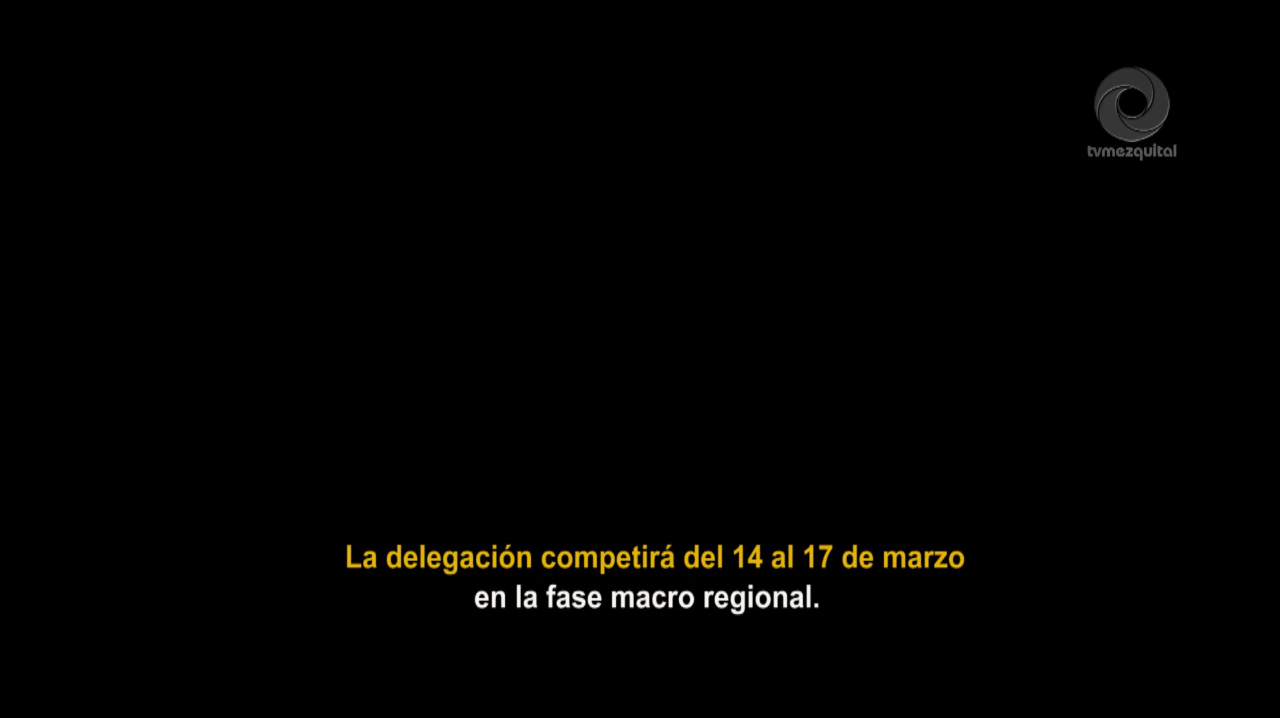 tvmezquital
La delegación competirá del 14 al 17 de marzo
en la fase macro regional.